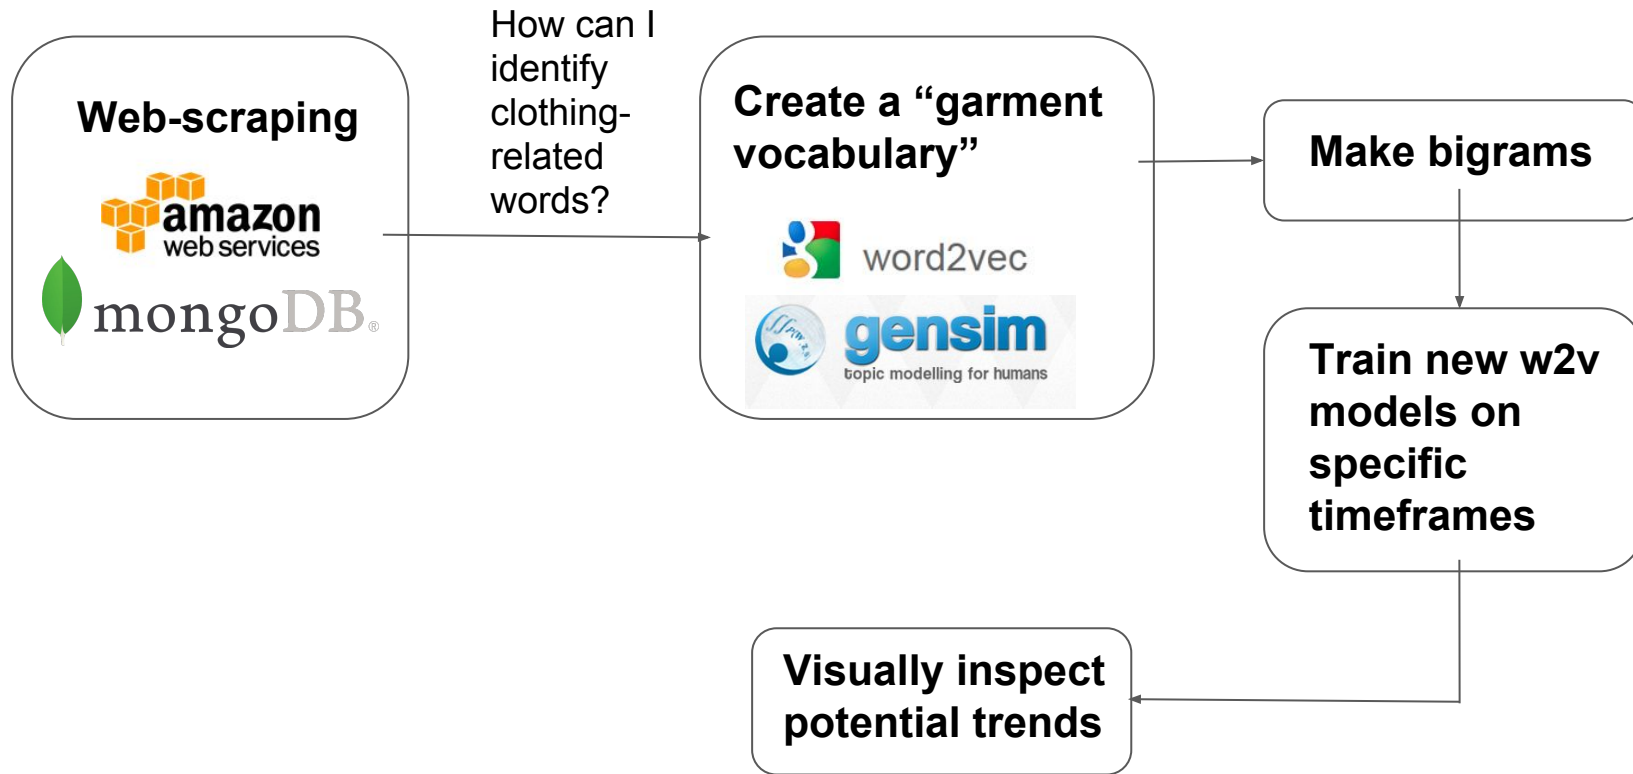 Web-scraping
amazon
web services
mongoDB®
How can I
identify
clothing-
related
words?
Create a “garment
vocabulary”
word2vec
gensim
topic modelling for humans
Make bigrams
Train new w2v
models on
specific
timeframes
Visually inspect
potential trends